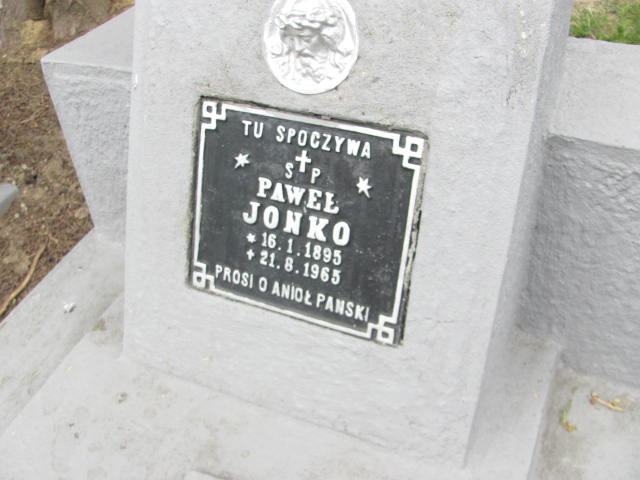 TU SPOCZYWA
S P
PAWEŁ
JONKO
* 16.1.1895
+ 21.8.1965
PROSI O ANIOŁ PAŃSKI